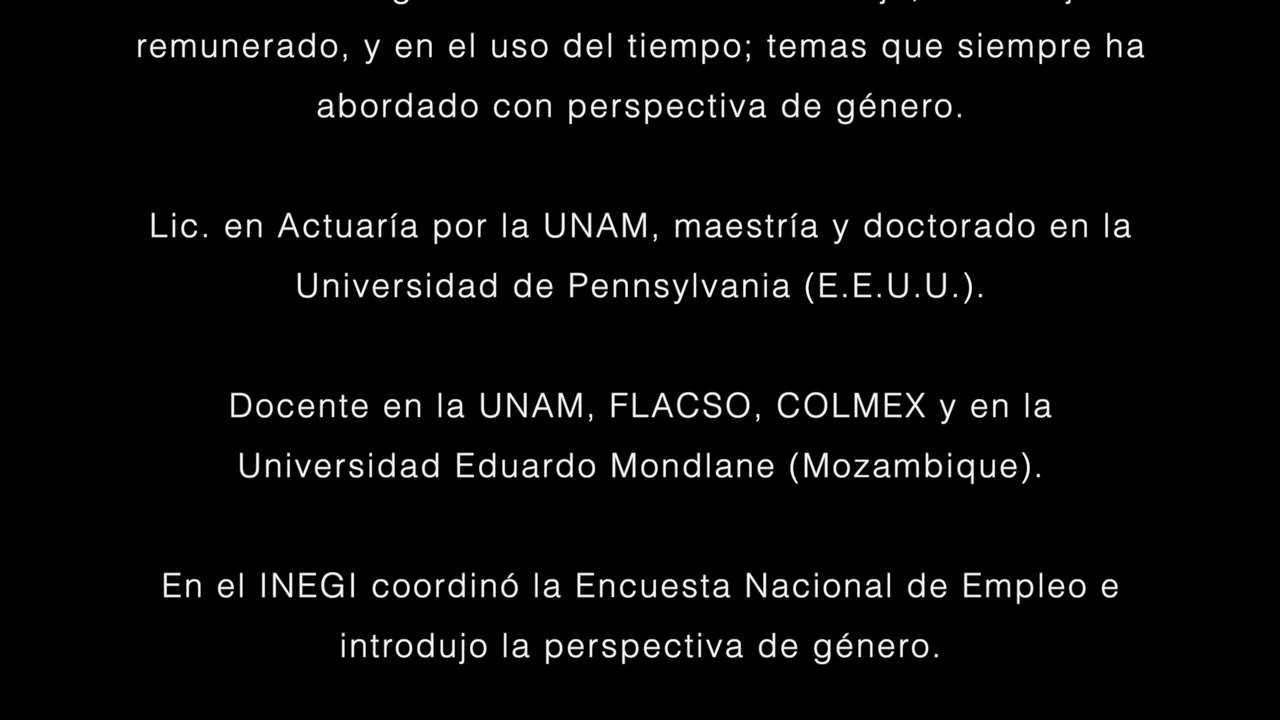 remunerado, y en el uso del tiempo; temas que siempre ha
abordado con perspectiva de género.
Lic. en Actuaría por la UNAM, maestría y doctorado en la
Universidad de Pennsylvania (E.E.U.U.).
Docente en la UNAM, FLACSO, COLMEX y en la
Universidad Eduardo Mondlane (Mozambique).
En el INEGI coordinó la Encuesta Nacional de Empleo e
introdujo la perspectiva de género.